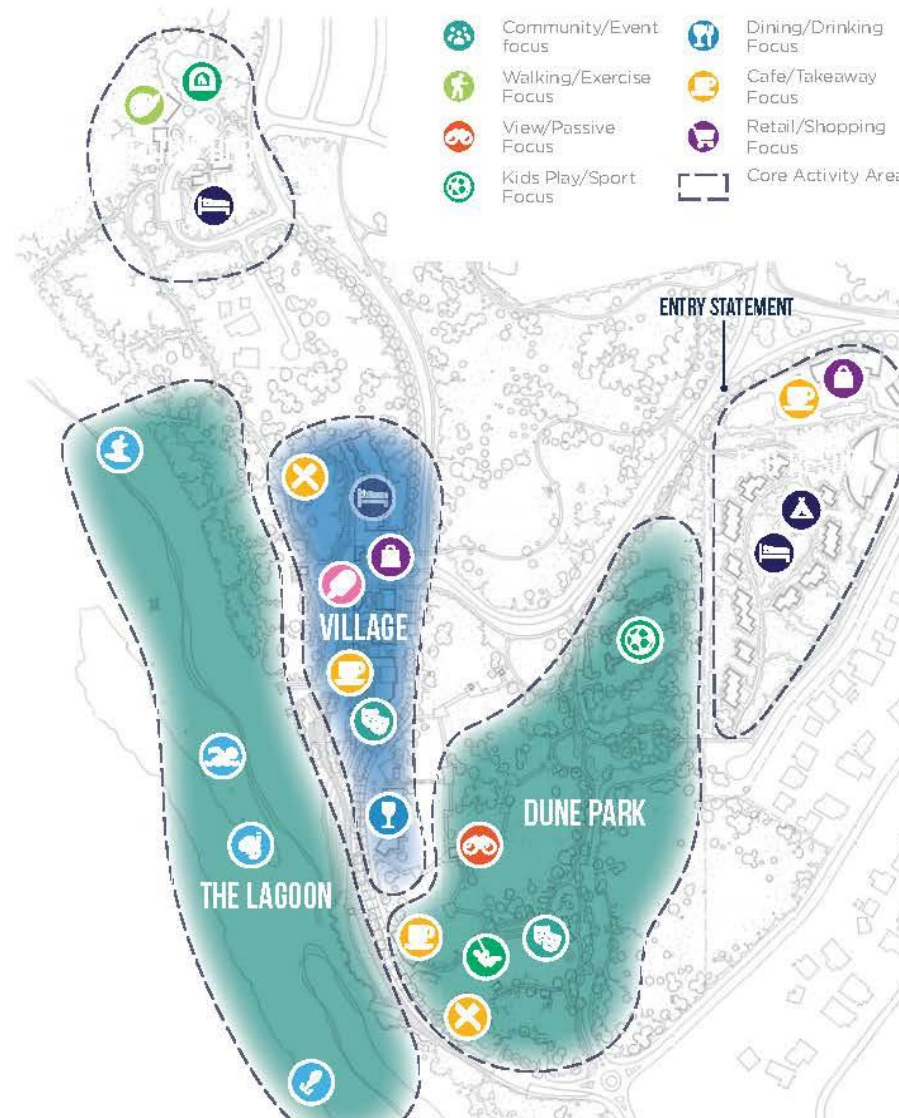 Community/Event
focus
Walking/Exercise
Focus
View/Passive
Focus
Kids Play/Sport
Focus
Dining/Drinking
Focus
Cafe/Takeaway
Focus
Retail/Shopping
Focus
Core Activity Area
ENTRY STATEMENT
VILLAGE
DUNE PARK
THE LAGOON